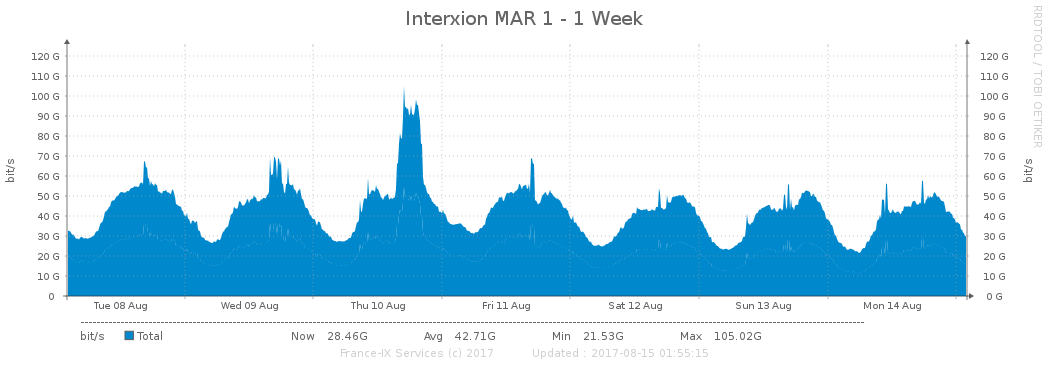 Interxion MAR 1 - 1 Week
RRDTOOL / TOBI OETIKER
bit/s
bit/s
120 G 120 G
110 G 110 G
100 G 100 G
90 G 90 G
80 G 80 G
70 G 70 G
60 G 60 G
50 G 50 G
40 G 40 G
30 G 30 G
20 G 20 G
10 G 10 G
0 0 G
Tue 08 Aug Wed 09 Aug Thu 10 Aug Fri 11 Aug Sat 12 Aug Sun 13 Aug Mon 14 Aug
bit/s Total Now 28.46G Avg 42.71G Min 21.53G Max 105.02G
France-IX Services (c) 2017 Updated : 2017-08-15 01:55:15